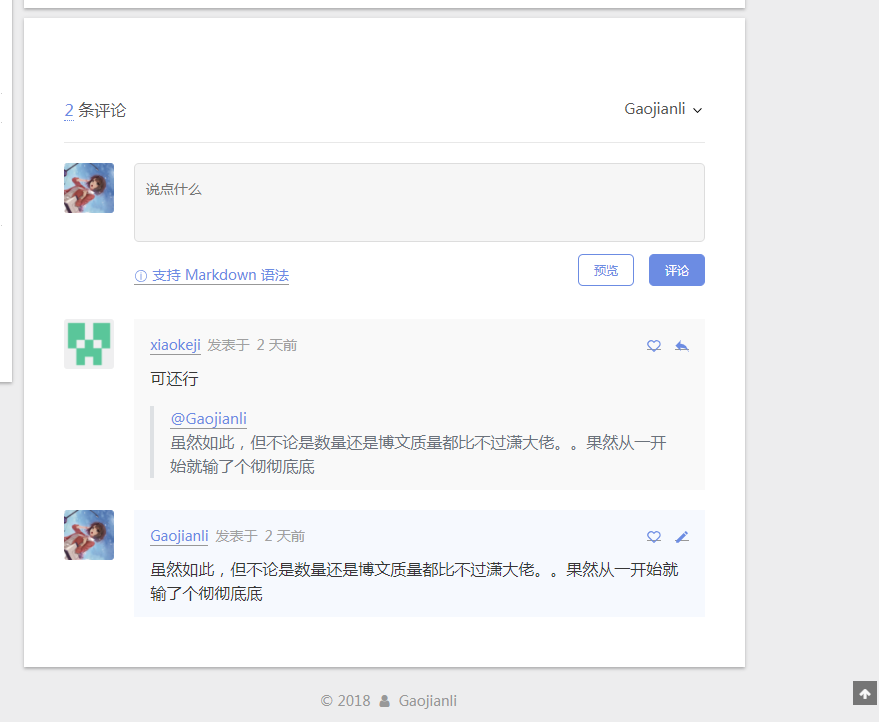 2 条评论
Gaojianli
说点什么
支持 Markdown 语法
预览
评论
xiaokeji 发表于 2 天前
可还行
@Gaojianli
虽然如此，但不论是数量还是博文质量都比不过潇大佬。。果然从一开
始就输了个彻彻底底
Gaojianli 发表于 2 天前
虽然如此，但不论是数量还是博文质量都比不过潇大佬。。果然从一开始就
输了个彻彻底底
© 2018 Gaojianli